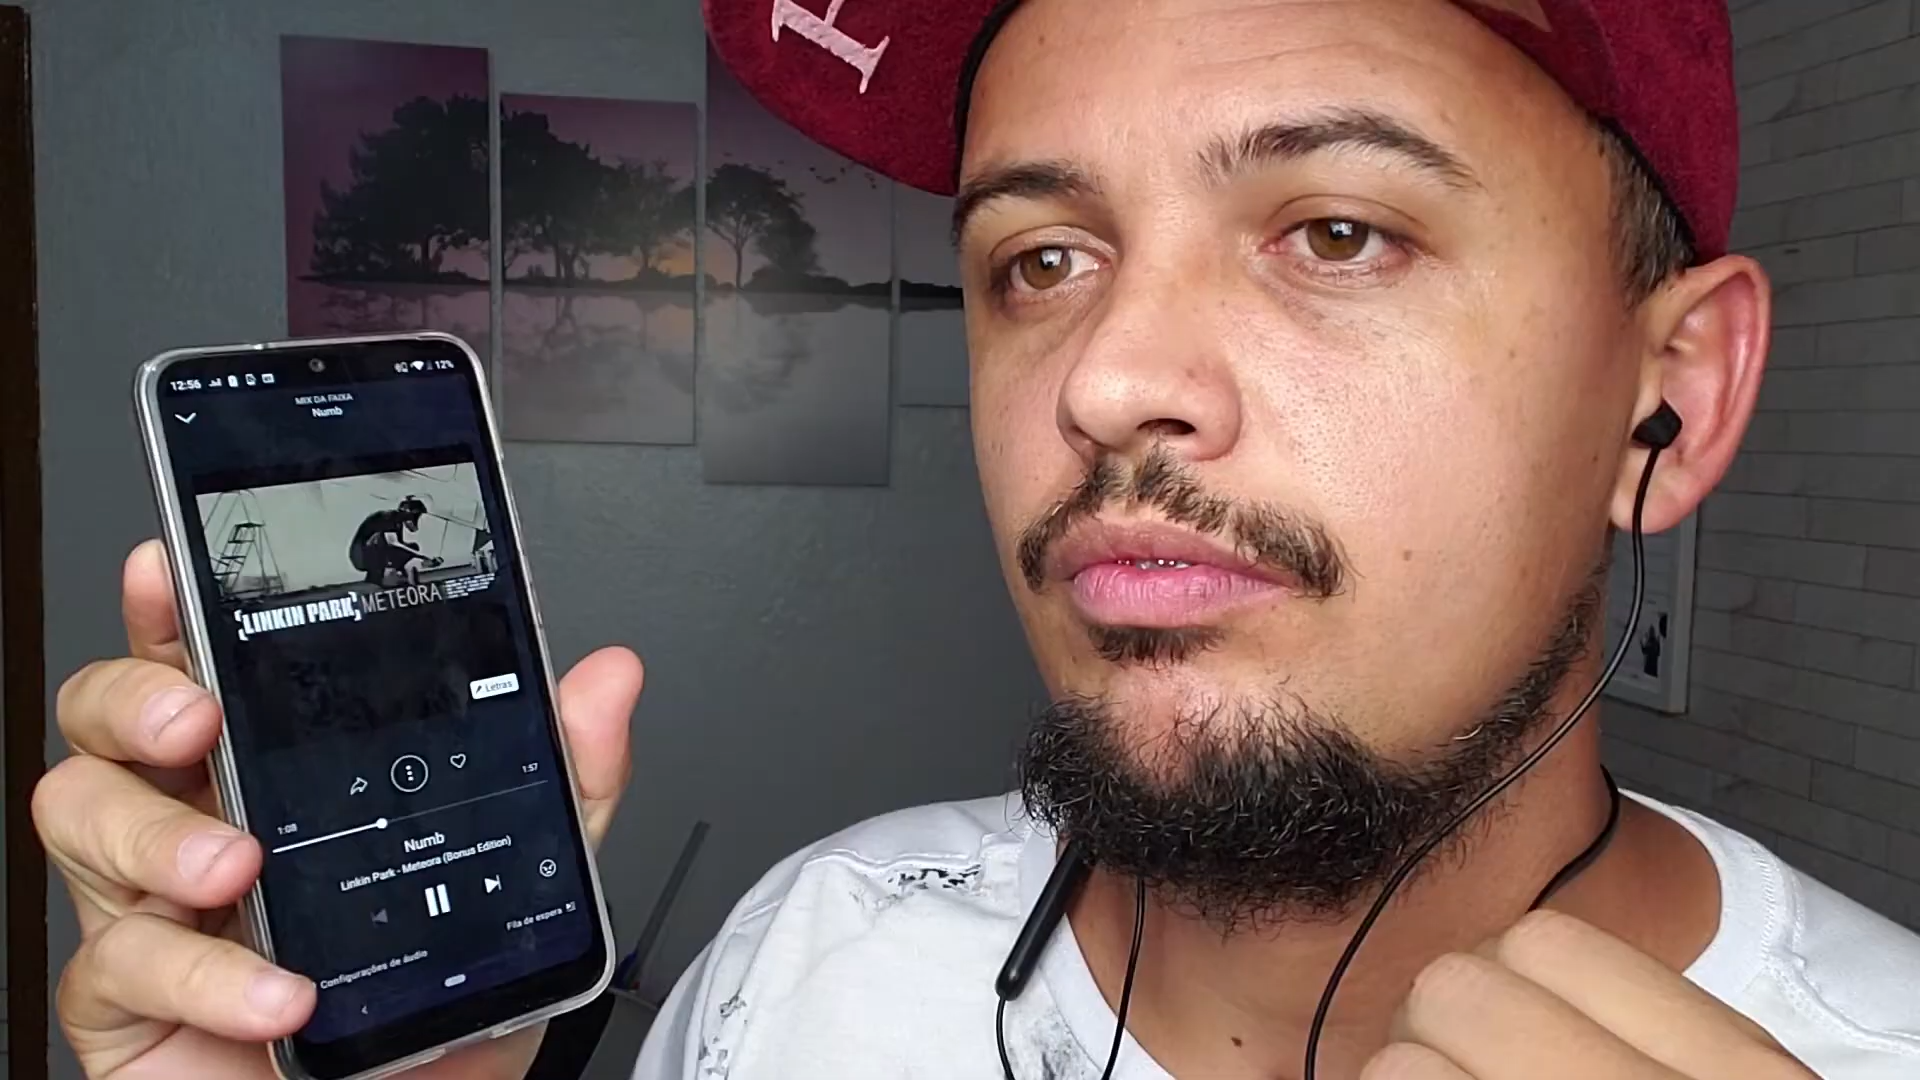 12:56
12%
MIX DA FAIXA
Numb
LINKIN PARK METEORA
Letras
1:57
1:08
Numb
Linkin Park - Meteora (Bonus Edition)
Fila de espera
Configurações de áudio